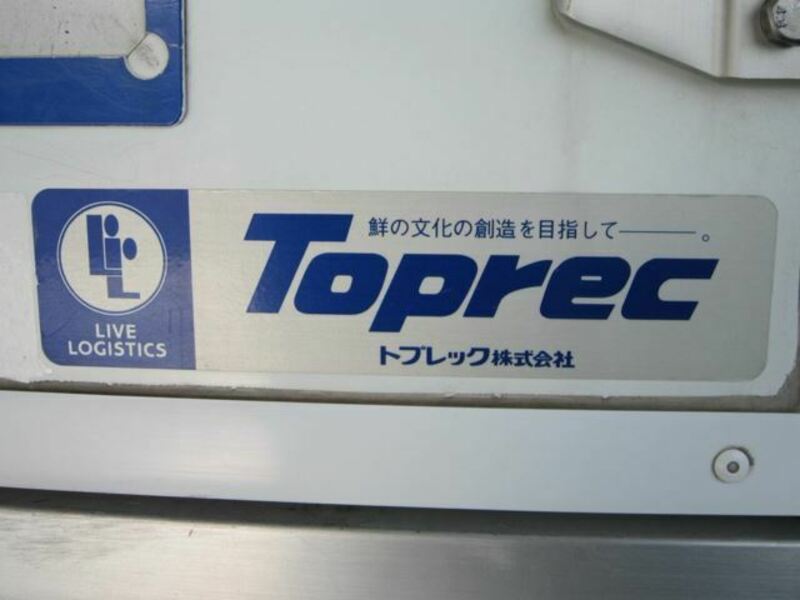 鮮の文化の創造を目指して――――。
Toprec
トプレック株式会社
LIVE
LOGISTICS